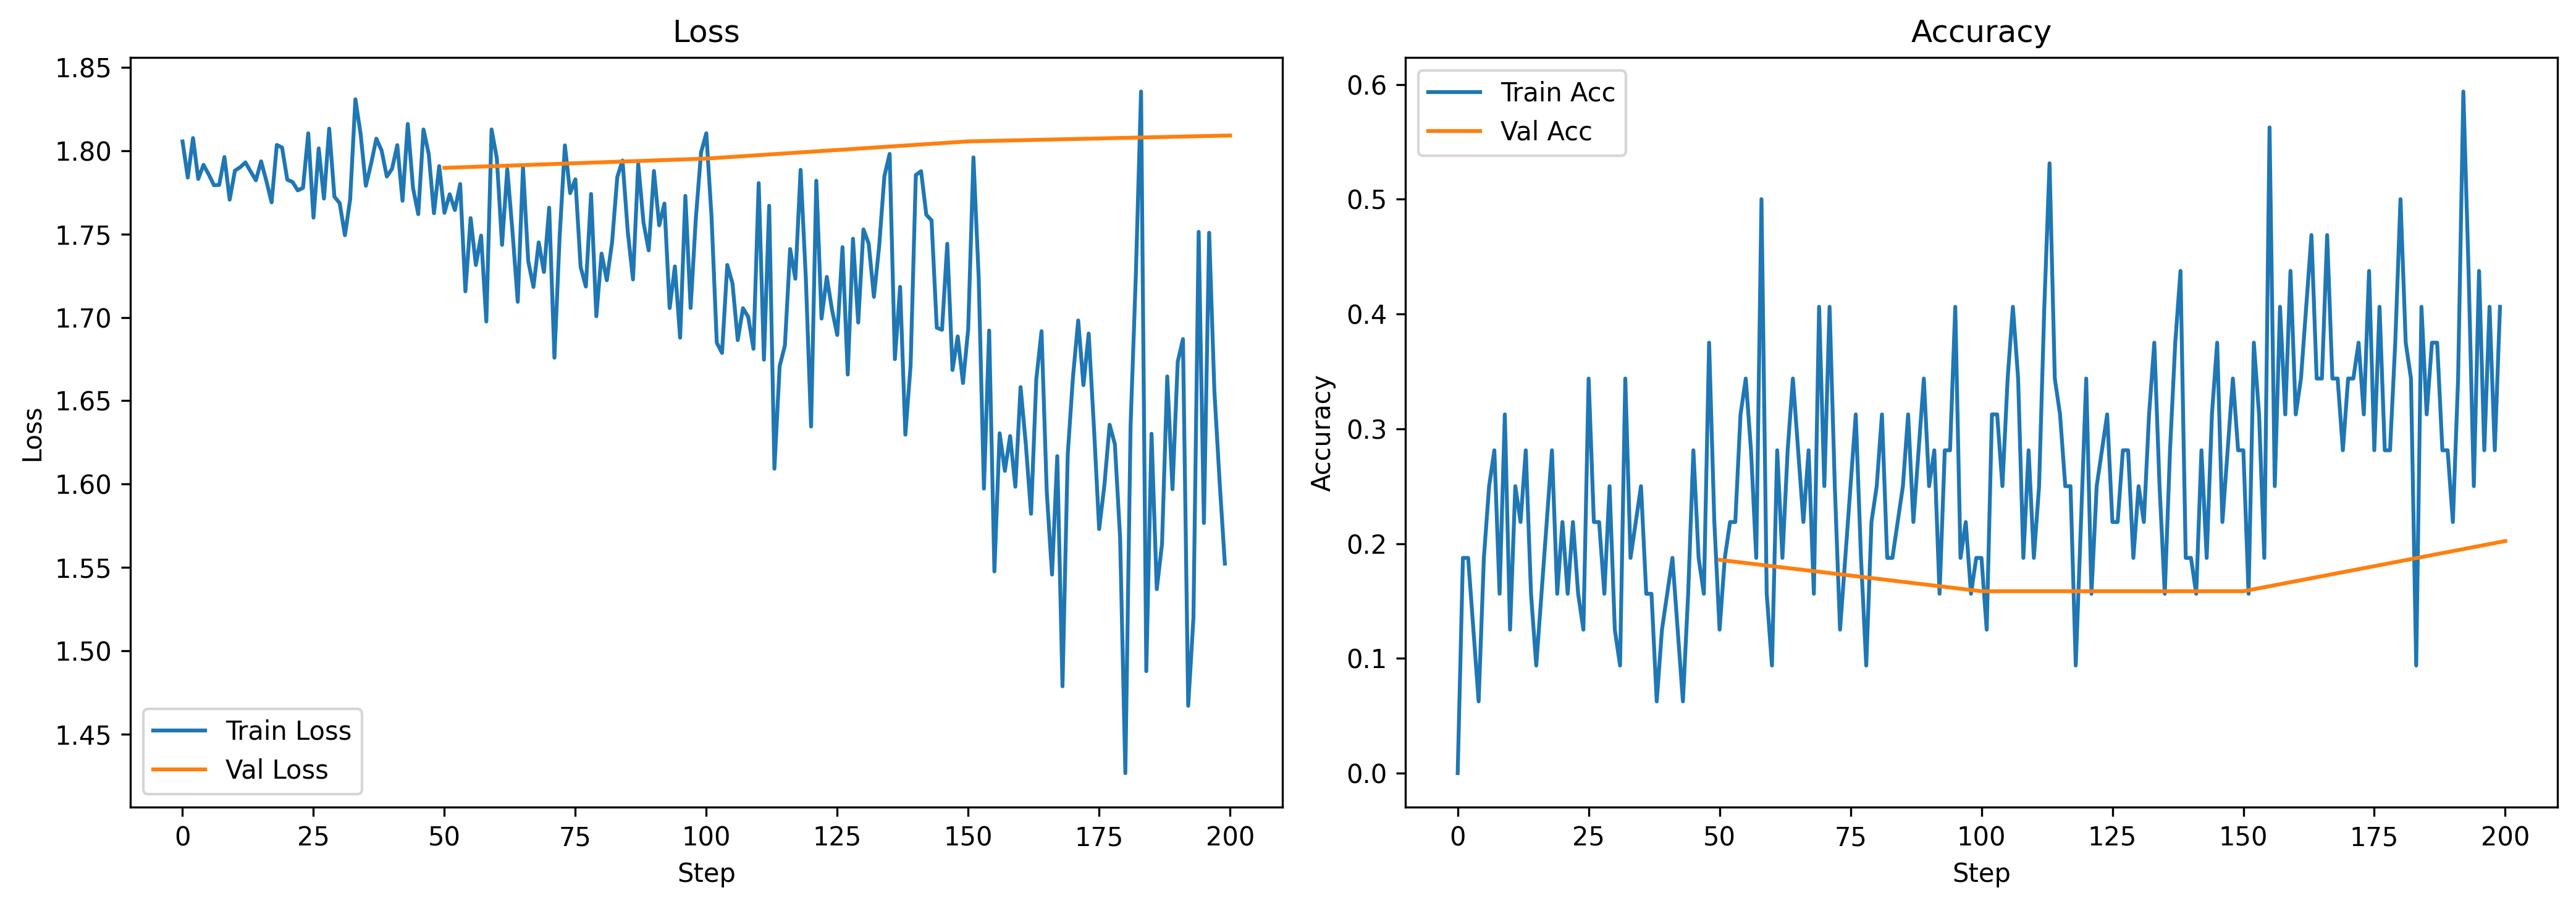 Loss
1.85
1.80
1.75
1.70
1.65
1.60
1.55
1.50
1.45
Loss
Train Loss
Val Loss
0 25 50 75 100 125 150 175 200
Step
Accuracy
Train Acc
Val Acc
0.6
0.5
0.4
0.3
0.2
0.1
0.0
Accuracy
0 25 50 75 100 125 150 175 200
Step